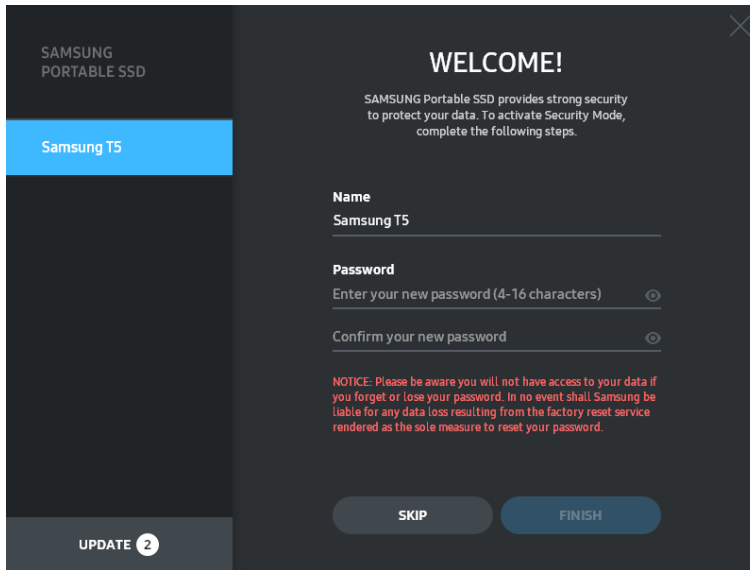 SAMSUNG
PORTABLE SSD
Samsung T5
UPDATE 2
WELCOME!
SAMSUNG Portable SSD provides strong security
to protect your data. To activate Security Mode,
complete the following steps.
Name
Samsung T5
Password
Enter your new password (4-16 characters)
Confirm your new password
NOTICE: Please be aware you will not have access to your data if
you forget or lose your password. In no event shall Samsung be
liable for any data loss resulting from the factory reset service
rendered as the sole measure to reset your password.
SKIP
FINISH